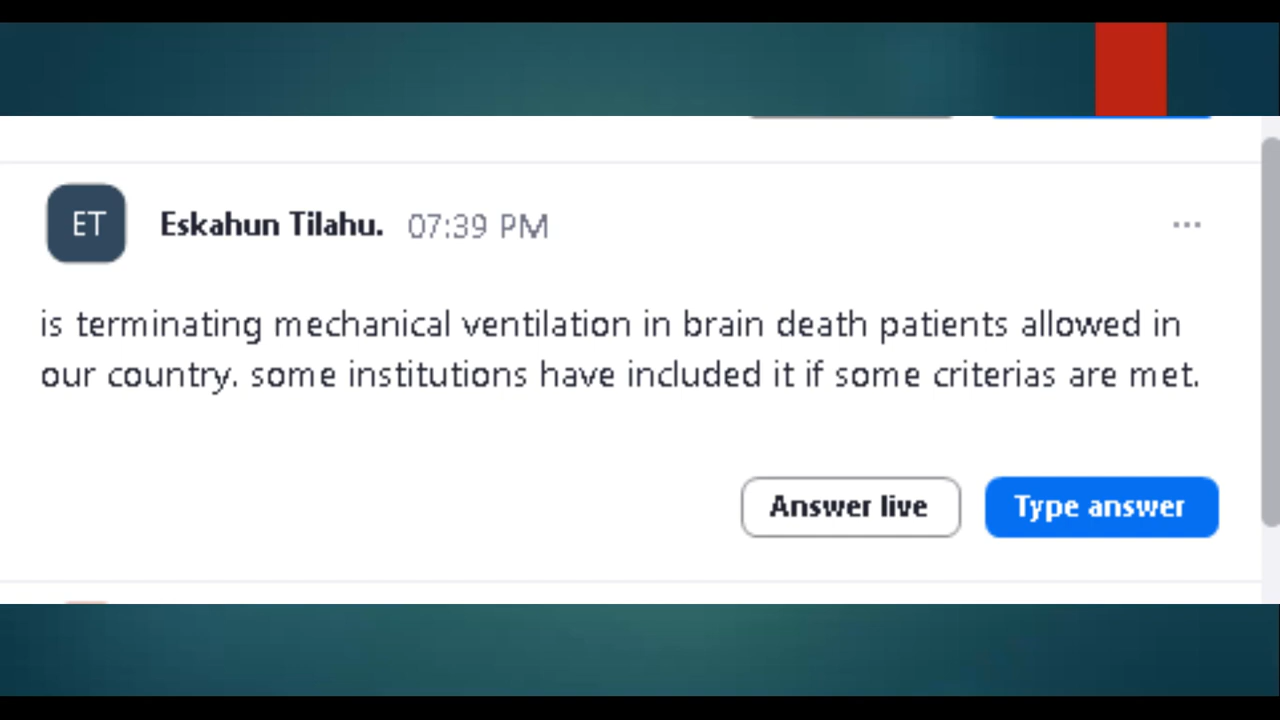 ET
Eskahun Tilahu. 07:39 PM
is terminating mechanical ventilation in brain death patients allowed in
our country. some institutions have included it if some criterias are met.
Answer live
Type answer